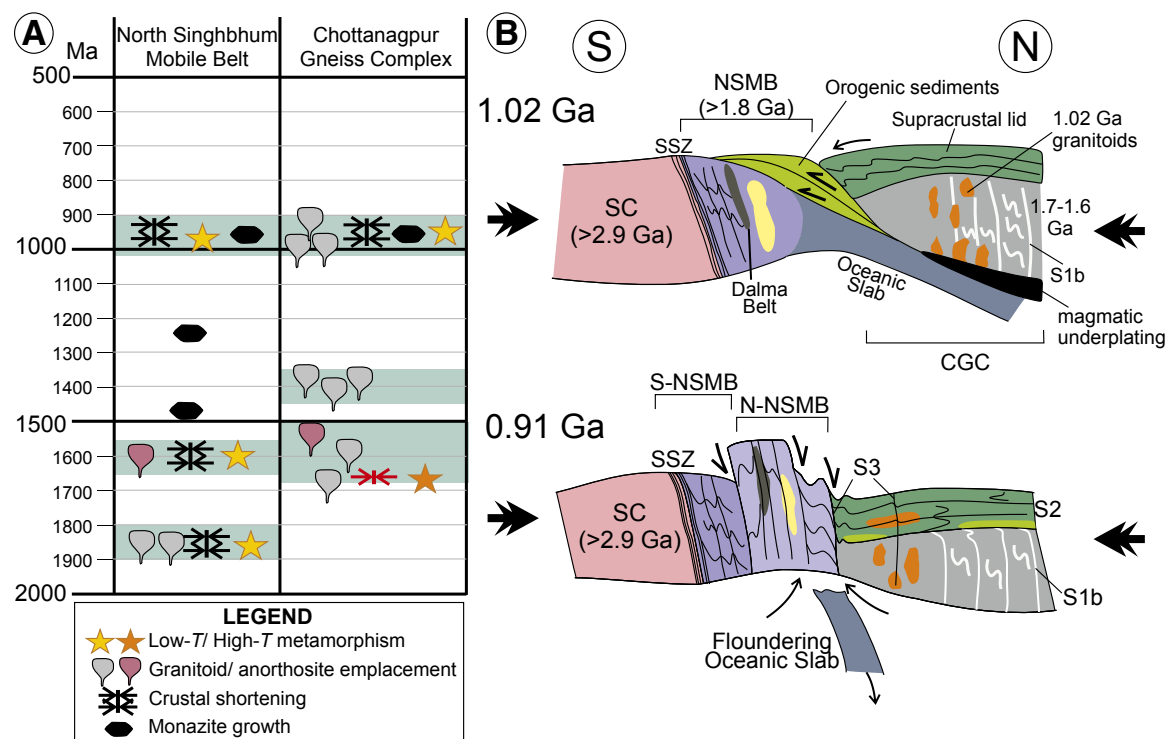 A
Ma
North Singhbhum
Mobile Belt
Chottanagpur
Gneiss Complex
500
600
700
800
900
1000
1100
1200
1300
1400
1500
1600
1700
1800
1900
2000
LEGEND
Low-T/ High-T metamorphism
Granitoid/ anorthosite emplacement
Crustal shortening
Monazite growth
B
S
N
1.02 Ga
NSMB
(>1.8 Ga)
Orogenic sediments
Supracrustal lid
1.02 Ga
granitoids
SSZ
SC
(>2.9 Ga)
1.7-1.6
Ga
S1b
Dalma
Belt
Oceanic
Slab
magmatic
underplating
CGC
0.91 Ga
S-NSMB
N-NSMB
SSZ
S3
SC
(>2.9 Ga)
S2
S1b
Floundering
Oceanic Slab